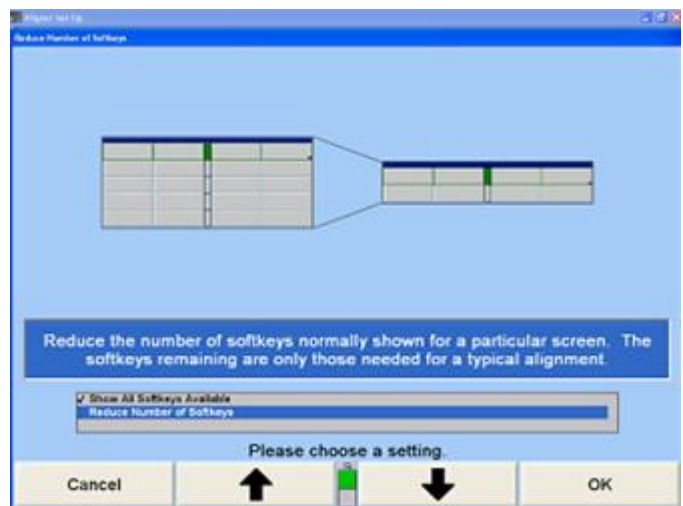 Aligner Set Up
Reduce Number of Softkeys
Reduce the number of softkeys normally shown for a particular screen. The
softkeys remaining are only those needed for a typical alignment.
✓ Show All Softkeys Available
Reduce Number of Softkeys
Please choose a setting.
Cancel
OK